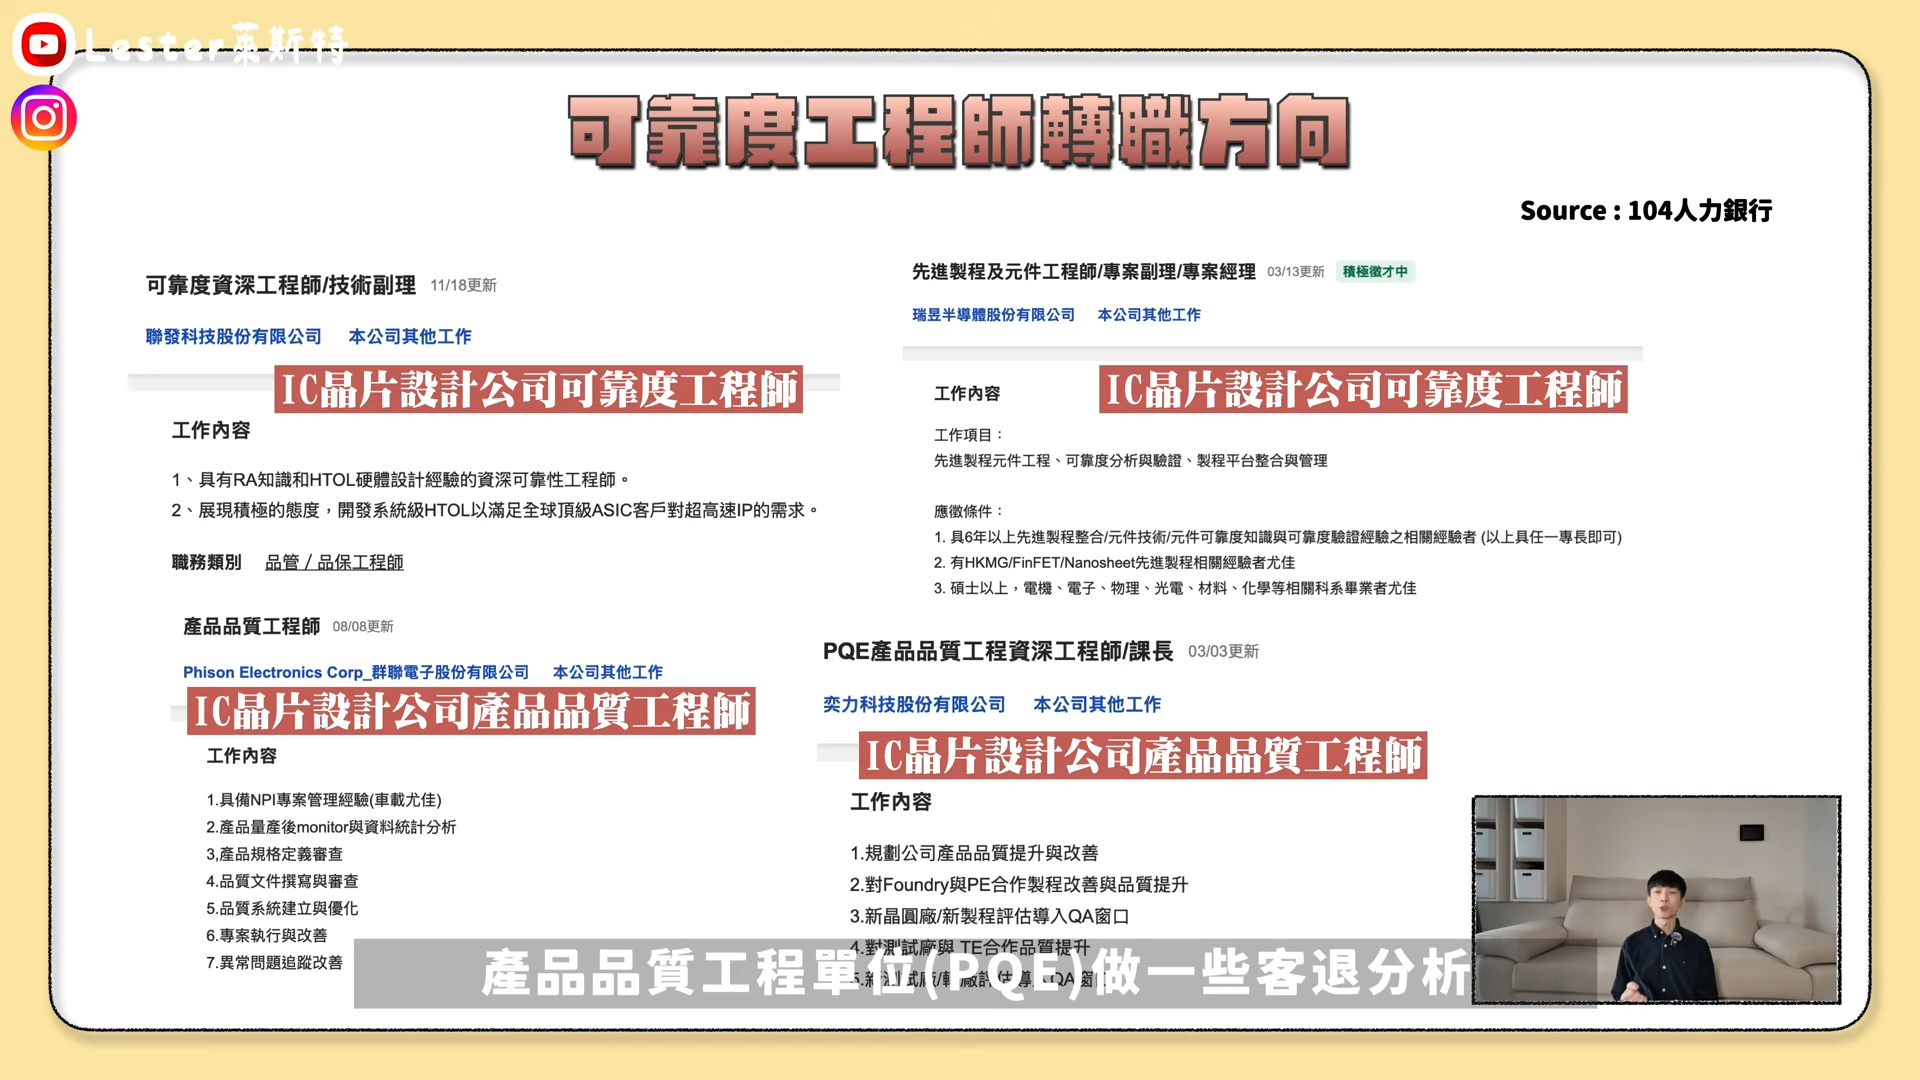 Lester萊斯特
可靠度工程師轉職方向
Source : 104人力銀行
可靠度資深工程師/技術副理 11/18更新
聯發科技股份有限公司 本公司其他工作
IC晶片設計公司可靠度工程師
工作內容
1、具有RA知識和HTOL硬體設計經驗的資深可靠性工程師。
2、展現積極的態度，開發系統級HTOL以滿足全球頂級ASIC客戶對超高速IP的需求。
職務類別 品管／品保工程師
先進製程及元件工程師/專案副理/專案經理 03/13更新 積極徵才中
瑞昱半導體股份有限公司 本公司其他工作
IC晶片設計公司可靠度工程師
工作內容
工作項目：
先進製程元件工程、可靠度分析與驗證、製程平台整合與管理
應徵條件：
1. 具6年以上先進製程整合/元件技術/元件可靠度知識與可靠度驗證經驗之相關經驗者 (以上具任一專長即可)
2. 有HKMG/FinFET/Nanosheet先進製程相關經驗者尤佳
3. 碩士以上，電機、電子、物理、光電、材料、化學等相關科系畢業者尤佳
產品品質工程師 08/08更新
Phison Electronics Corp_群聯電子股份有限公司 本公司其他工作
IC晶片設計公司產品品質工程師
工作內容
1.具備NPI專案管理經驗(車載尤佳)
2.產品量產後monitor與資料統計分析
3,產品規格定義審查
4.品質文件撰寫與審查
5.品質系統建立與優化
6.專案執行與改善
7.異常問題追蹤改善
PQE產品品質工程資深工程師/課長 03/03更新
奕力科技股份有限公司 本公司其他工作
IC晶片設計公司產品品質工程師
工作內容
1.規劃公司產品品質提升與改善
2.對Foundry與PE合作製程改善與品質提升
3.新晶圓廠/新製程評估導入QA窗口
4.對測試廠與 TE合作品質提升
產品品質工程單位(PQE)做一些客退分析